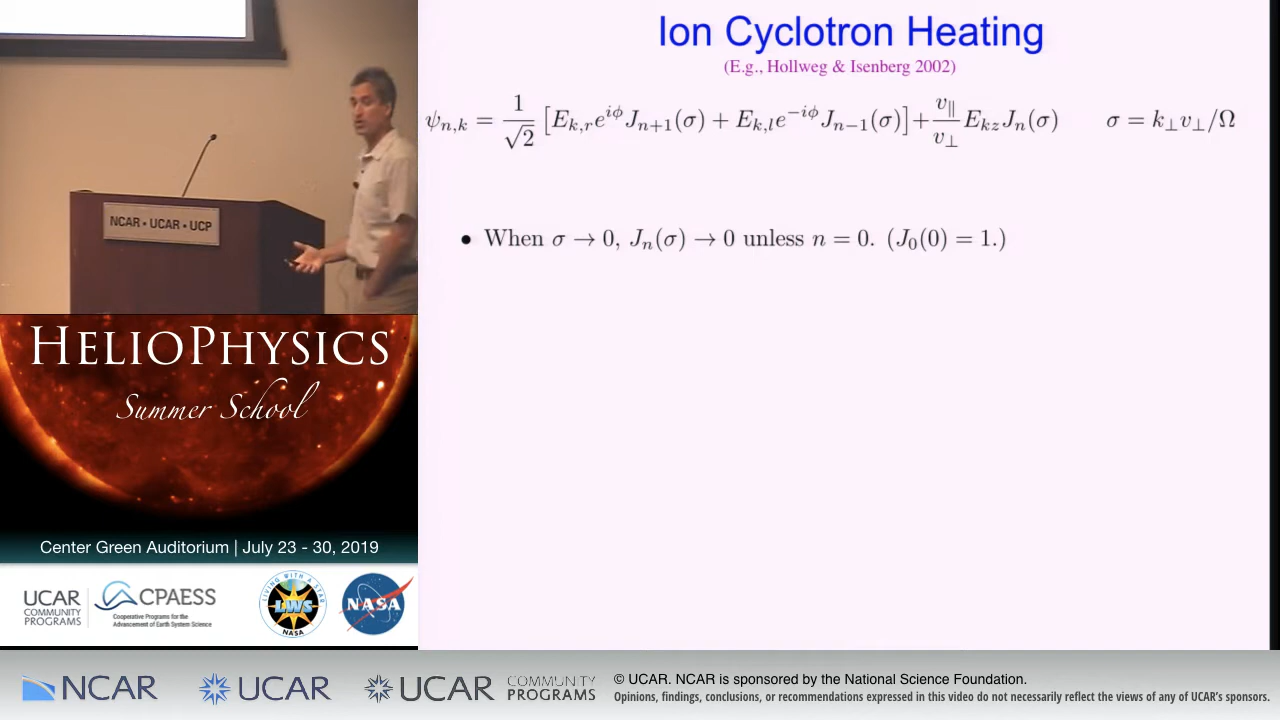 Ion Cyclotron Heating
(E.g., Hollweg & Isenberg 2002)
ψ_{n,k} = \frac{1}{\sqrt{2}} [E_{k,r}e^{iϕ}J_{n+1}(σ) + E_{k,l}e^{-iϕ}J_{n-1}(σ)] + \frac{v_∥}{v_⊥} E_{kz}J_n(σ)   σ = k_⊥v_⊥/Ω
• When σ → 0, J_n(σ) → 0 unless n = 0. (J_0(0) = 1.)
NCAR • UCAR • UCP
HELIOPHYSICS
Summer School
Center Green Auditorium | July 23 - 30, 2019
UCAR
COMMUNITY
PROGRAMS
CPAESS
Cooperative Programs for the
Advancement of Earth System Science
LIVING WITH A STAR
LWS
NASA
NASA
NCAR
UCAR
UCAR
COMMUNITY
PROGRAMS
© UCAR. NCAR is sponsored by the National Science Foundation.
Opinions, findings, conclusions, or recommendations expressed in this video do not necessarily reflect the views of any of UCAR's sponsors.